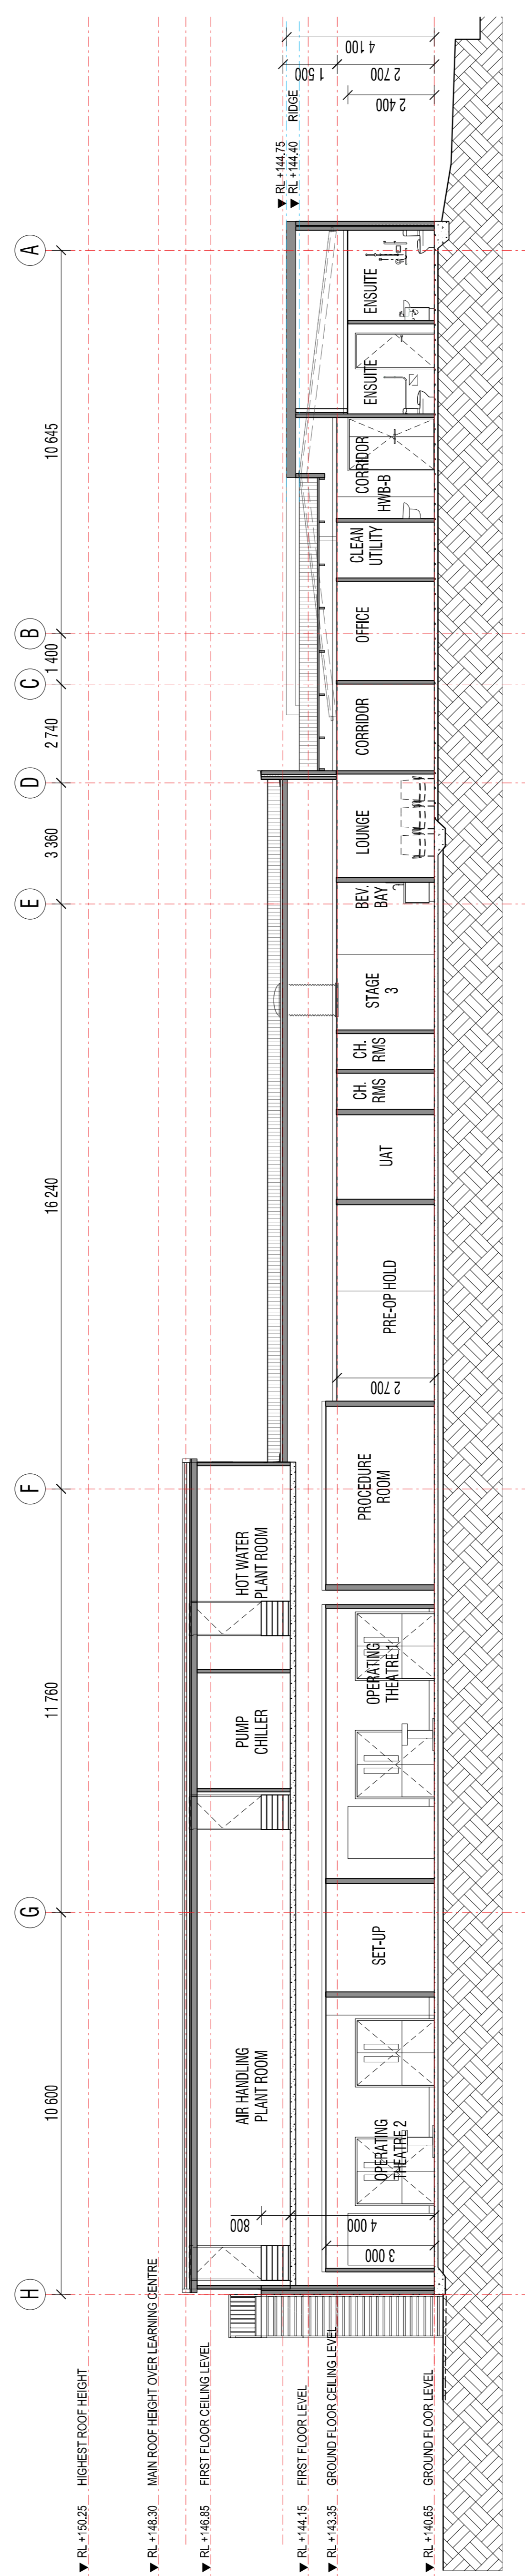 H
G
F
E
D
C
B
A
10 600
11 760
16 240
3 360
2 740
1 400
10 645
RL +150.25 HIGHEST ROOF HEIGHT
RL +148.30 MAIN ROOF HEIGHT OVER LEARNING CENTRE
RL +146.85 FIRST FLOOR CEILING LEVEL
RL +144.15 FIRST FLOOR LEVEL
RL +143.35 GROUND FLOOR CEILING LEVEL
RL +140.65 GROUND FLOOR LEVEL
RL +144.75
RL +144.40 RIDGE
AIR HANDLING
PLANT ROOM
PUMP
CHILLER
HOT WATER
PLANT ROOM
800
4 000
3 000
OPERATING
THEATRE 2
SET-UP
OPERATING
THEATRE 1
PROCEDURE
ROOM
2 700
PRE-OP HOLD
UAT
CH.
RMS
CH.
RMS
STAGE
3
BEV.
BAY
LOUNGE
CORRIDOR
OFFICE
CLEAN
UTILITY
CORRIDOR
HWB-B
ENSUITE
ENSUITE
4 100
1 500
2 700
2 400